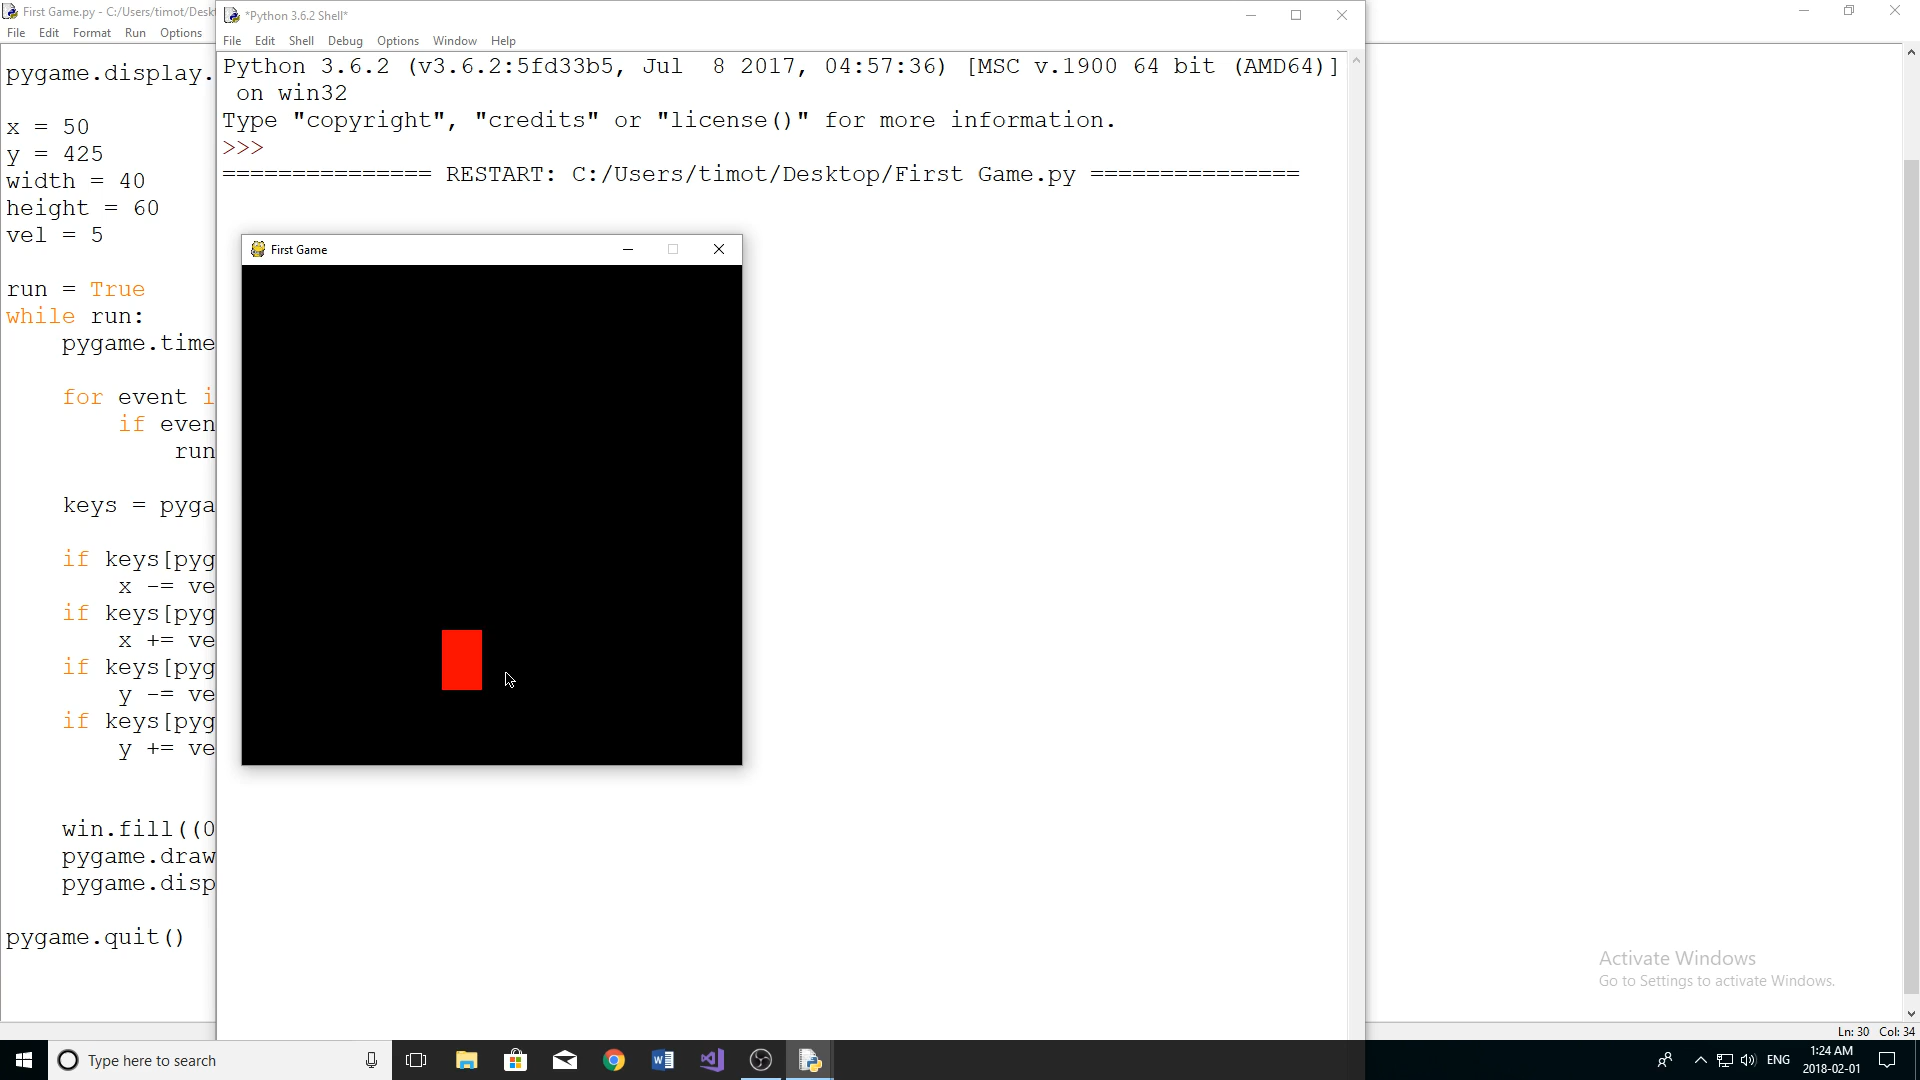 First Game.py - C:/Users/timot/Desk
File Edit Format Run Options
pygame.display.
x = 50
y = 425
width = 40
height = 60
vel = 5
run = True
while run:
pygame.time
for event i
if even
run
keys = pyga
if keys[pyg
x -= ve
if keys[pyg
x += ve
if keys[pyg
y -= ve
if keys[pyg
y += ve
win.fill((0
pygame.draw
pygame.disp
pygame.quit()
*Python 3.6.2 Shell*
File Edit Shell Debug Options Window Help
Python 3.6.2 (v3.6.2:5fd33b5, Jul  8 2017, 04:57:36) [MSC v.1900 64 bit (AMD64)]
on win32
Type "copyright", "credits" or "license()" for more information.
>>>
=============== RESTART: C:/Users/timot/Desktop/First Game.py ===============
First Game
Activate Windows
Go to Settings to activate Windows.
Ln: 30 Col: 34
Type here to search
ENG
1:24 AM
2018-02-01